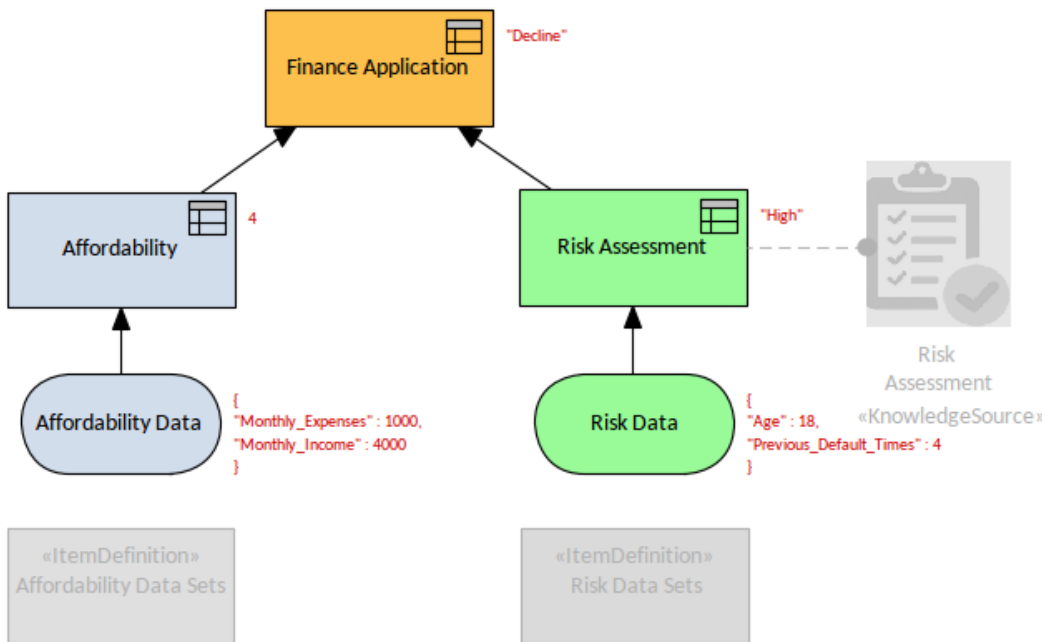 "Decline"
Finance Application
4
"High"
Affordability
Risk Assessment
Risk
Assessment
«KnowledgeSource»
Affordability Data
{
"Monthly_Expenses" : 1000,
"Monthly_Income" : 4000
}
Risk Data
{
"Age" : 18,
"Previous_Default_Times" : 4
}
«ItemDefinition»
Affordability Data Sets
«ItemDefinition»
Risk Data Sets